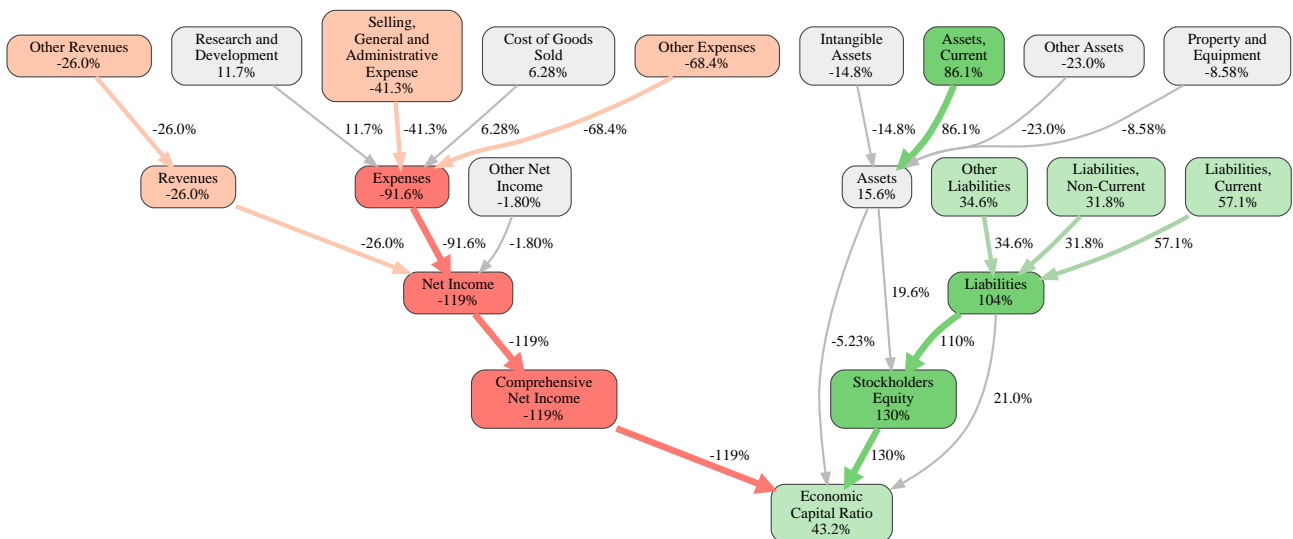 Other Revenues
-26.0%
Research and
Development
11.7%
Selling,
General and
Administrative
Expense
-41.3%
Cost of Goods
Sold
6.28%
Other Expenses
-68.4%
Intangible
Assets
-14.8%
Assets,
Current
86.1%
Other Assets
-23.0%
Property and
Equipment
-8.58%
-26.0%
11.7%
-41.3%
6.28%
-68.4%
-14.8%
86.1%
-23.0%
-8.58%
Revenues
-26.0%
Expenses
-91.6%
Other Net
Income
-1.80%
Assets
15.6%
Other
Liabilities
34.6%
Liabilities,
Non-Current
31.8%
Liabilities,
Current
57.1%
-26.0%
-91.6%
-1.80%
34.6%
31.8%
57.1%
Net Income
-119%
19.6%
Liabilities
104%
-119%
-5.23%
110%
Comprehensive
Net Income
-119%
Stockholders
Equity
130%
21.0%
-119%
130%
Economic
Capital Ratio
43.2%